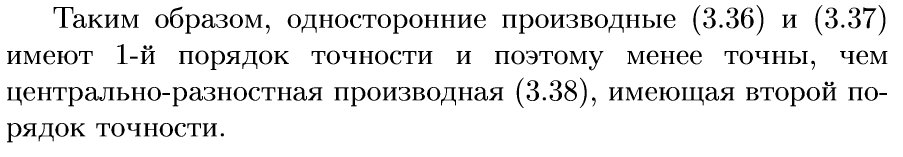 Таким образом, односторонние производные (3.36) и (3.37)
имеют 1-й порядок точности и поэтому менее точны, чем
центрально-разностная производная (3.38), имеющая второй по-
рядок точности.